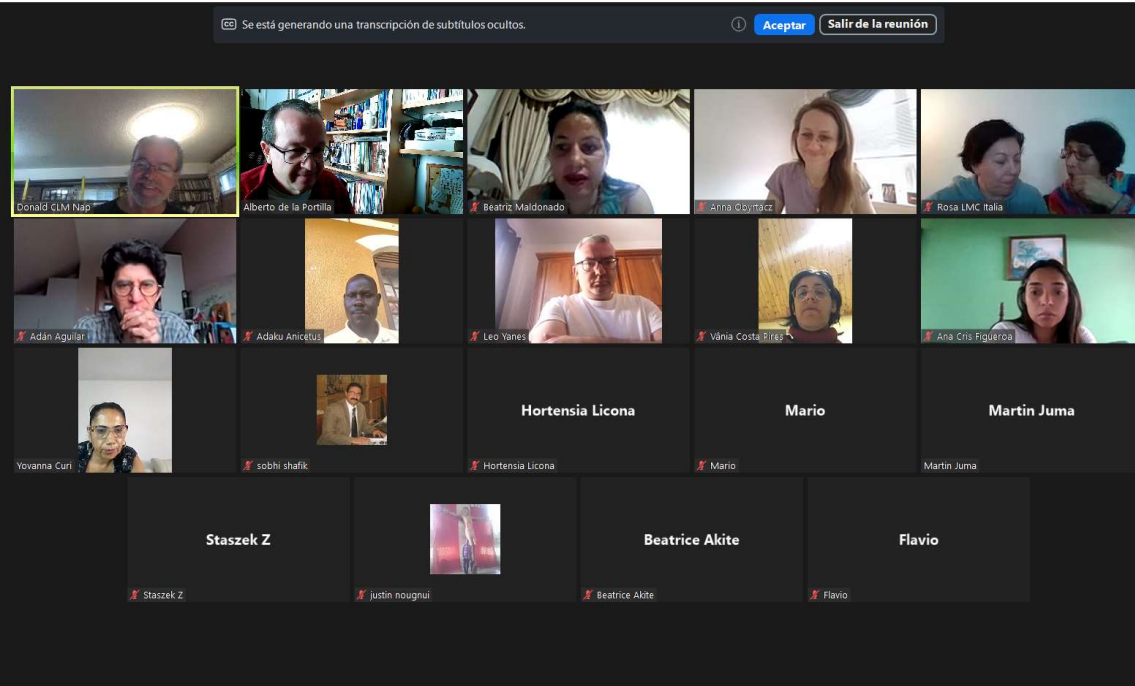 CC Se está generando una transcripción de subtítulos ocultos.
Aceptar
Salir de la reunión
Donald CLM Nap
Alberto de la Portilla
Beatriz Maldonado
Anna Obyrtacz
Rosa LMC Italia
Adán Aguilar
Adaku Anicetus
Leo Yanes
Vânia Costa Pires
Ana Cris Figueroa
Yovanna Curi
sobhi shafik
Hortensia Licona
Hortensia Licona
Mario
Mario
Martin Juma
Martin Juma
Staszek Z
Staszek Z
justin nougnui
Beatrice Akite
Beatrice Akite
Flavio
Flavio